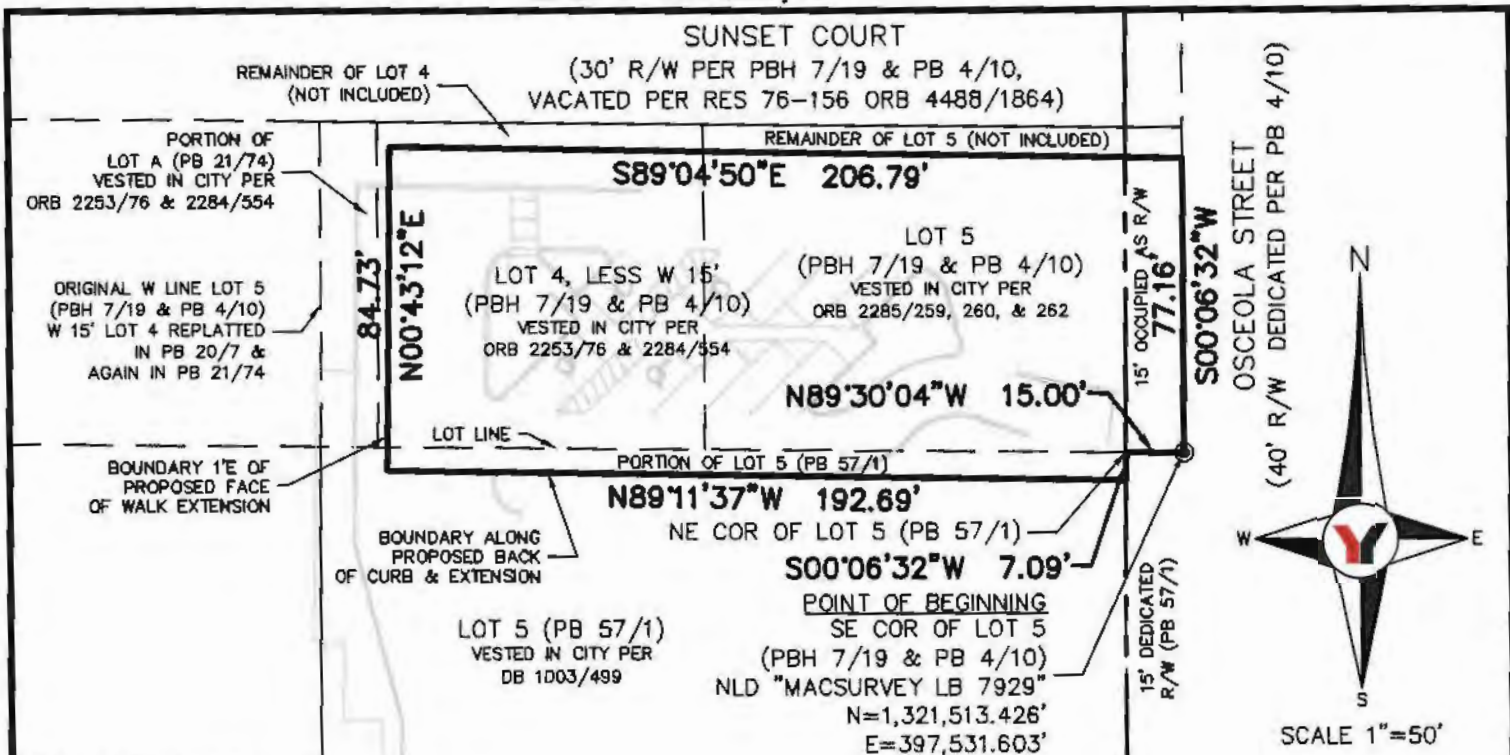 SUNSET COURT
(30' R/W PER PBH 7/19 & PB 4/10,
VACATED PER RES 76-156 ORB 4488/1864)
REMAINDER OF LOT 4
(NOT INCLUDED)
REMAINDER OF LOT 5 (NOT INCLUDED)
PORTION OF
LOT A (PB 21/74)
VESTED IN CITY PER
ORB 2253/76 & 2284/554
S89°04'50"E 206.79'
ORIGINAL W LINE LOT 5
(PBH 7/19 & PB 4/10)
W 15' LOT 4 REPLATTED
IN PB 20/7 &
AGAIN IN PB 21/74
84.73'
N00°43'12"E
LOT 4, LESS W 15'
(PBH 7/19 & PB 4/10)
VESTED IN CITY PER
ORB 2253/76 & 2284/554
LOT 5
(PBH 7/19 & PB 4/10)
VESTED IN CITY PER
ORB 2285/259, 260, & 262
15' OCCUPIED AS R/W
77.16'
S00°06'32"W
OSCEOLA STREET
(40' R/W DEDICATED PER PB 4/10)
N89°30'04"W 15.00'
LOT LINE
PORTION OF LOT 5 (PB 57/1)
BOUNDARY 1'E OF
PROPOSED FACE
OF WALK EXTENSION
N89°11'37"W 192.69'
NE COR OF LOT 5 (PB 57/1)
BOUNDARY ALONG
PROPOSED BACK
OF CURB & EXTENSION
S00°06'32"W 7.09'
POINT OF BEGINNING
SE COR OF LOT 5
(PBH 7/19 & PB 4/10)
NLD "MACSURVEY LB 7929"
N=1,321,513.426'
E=397,531.603'
LOT 5 (PB 57/1)
VESTED IN CITY PER
DB 1003/499
15' DEDICATED
R/W (PB 57/1)
N
W
E
S
SCALE 1"=50'